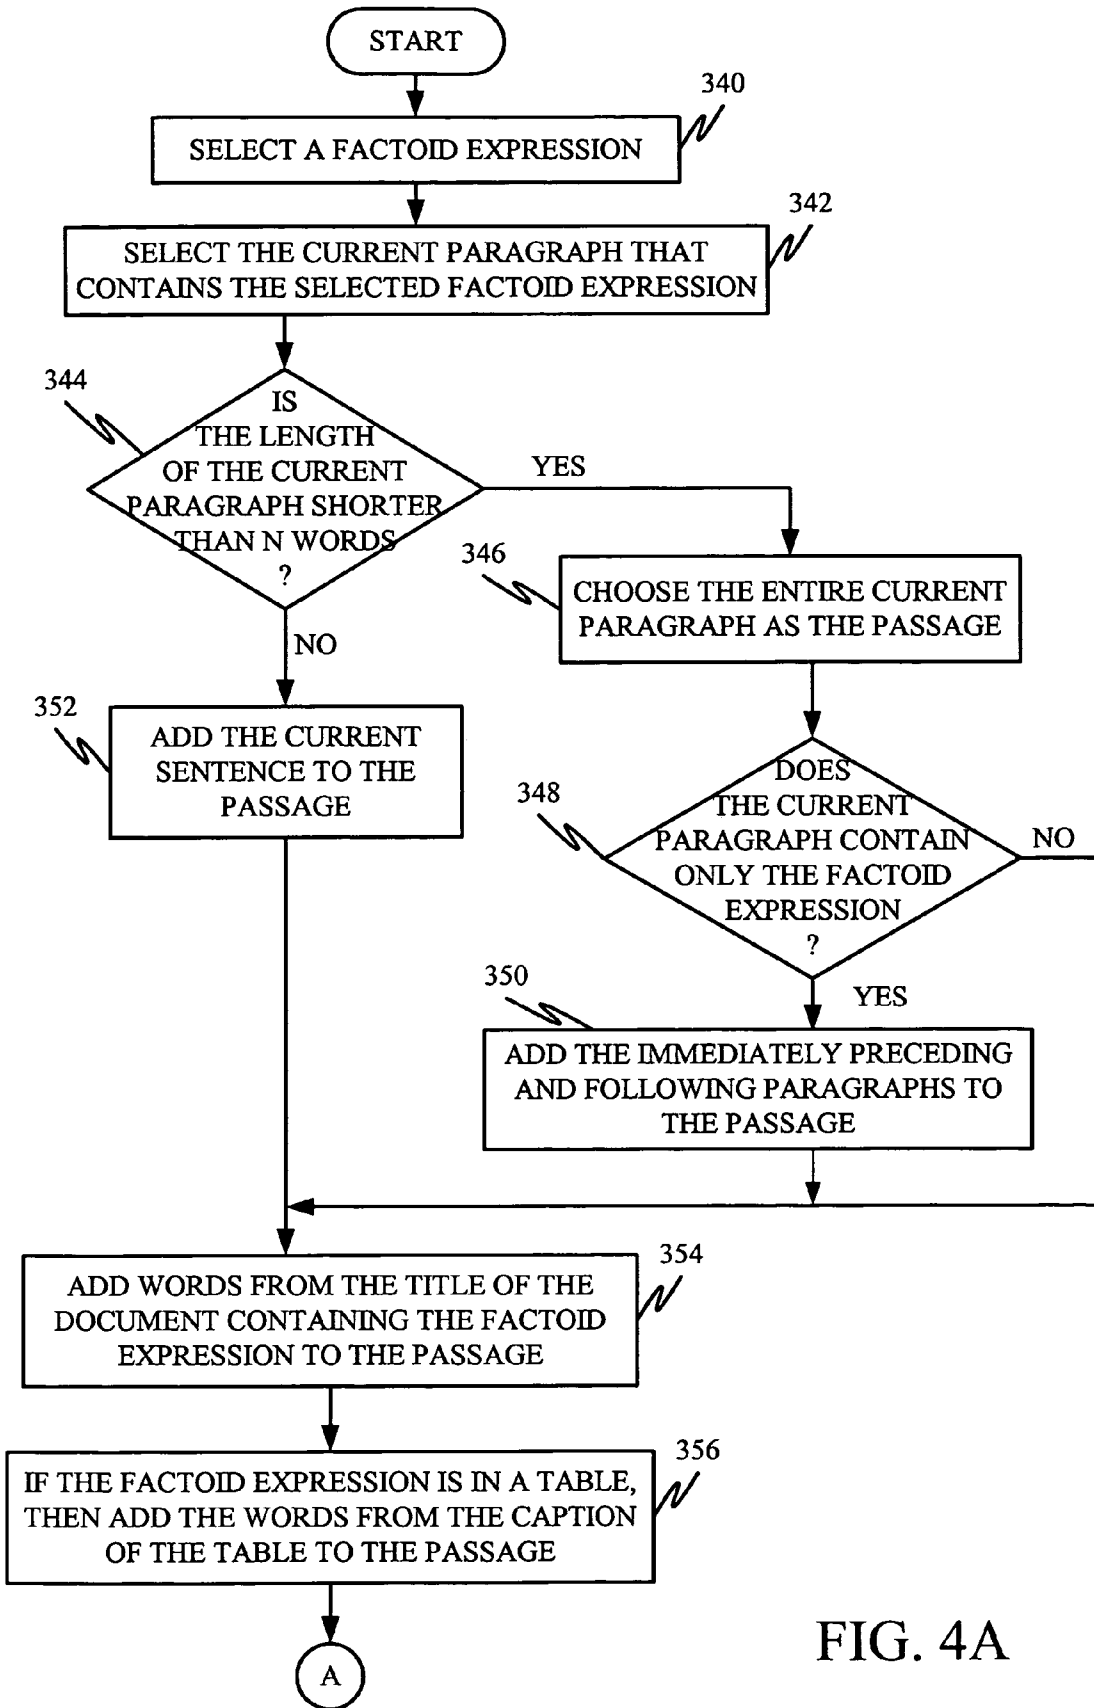 START
340
SELECT A FACTOID EXPRESSION
342
SELECT THE CURRENT PARAGRAPH THAT
CONTAINS THE SELECTED FACTOID EXPRESSION
344
IS
THE LENGTH
OF THE CURRENT
PARAGRAPH SHORTER
THAN N WORDS
?
YES
NO
346
CHOOSE THE ENTIRE CURRENT
PARAGRAPH AS THE PASSAGE
352
ADD THE CURRENT
SENTENCE TO THE
PASSAGE
348
DOES
THE CURRENT
PARAGRAPH CONTAIN
ONLY THE FACTOID
EXPRESSION
?
NO
YES
350
ADD THE IMMEDIATELY PRECEDING
AND FOLLOWING PARAGRAPHS TO
THE PASSAGE
354
ADD WORDS FROM THE TITLE OF THE
DOCUMENT CONTAINING THE FACTOID
EXPRESSION TO THE PASSAGE
356
IF THE FACTOID EXPRESSION IS IN A TABLE,
THEN ADD THE WORDS FROM THE CAPTION
OF THE TABLE TO THE PASSAGE
A
FIG. 4A